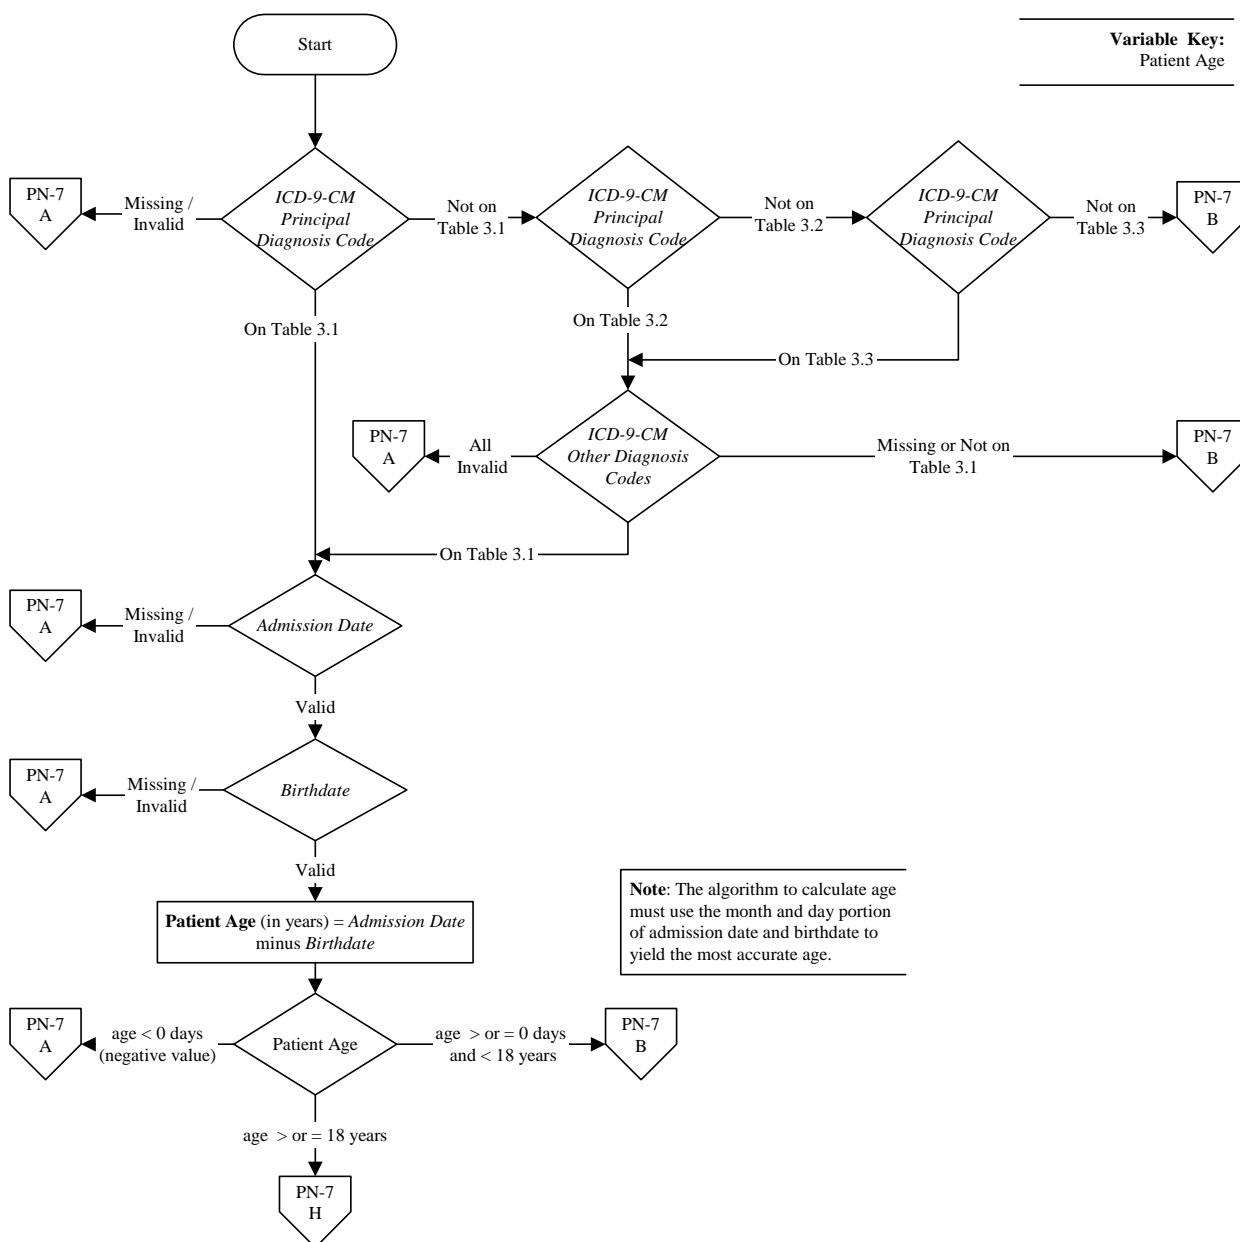 Start
Variable Key:
Patient Age
PN-7
A
Missing /
Invalid
ICD-9-CM
Principal
Diagnosis Code
Not on
Table 3.1
ICD-9-CM
Principal
Diagnosis Code
Not on
Table 3.2
ICD-9-CM
Principal
Diagnosis Code
Not on
Table 3.3
PN-7
B
On Table 3.1
On Table 3.2
On Table 3.3
PN-7
A
All
Invalid
ICD-9-CM
Other Diagnosis
Codes
Missing or Not on
Table 3.1
PN-7
B
On Table 3.1
PN-7
A
Missing /
Invalid
Admission Date
Valid
PN-7
A
Missing /
Invalid
Birthdate
Valid
Patient Age (in years) = Admission Date
minus Birthdate
Note: The algorithm to calculate age
must use the month and day portion
of admission date and birthdate to
yield the most accurate age.
PN-7
A
age < 0 days
(negative value)
Patient Age
age > or = 0 days
and < 18 years
PN-7
B
age > or = 18 years
PN-7
H